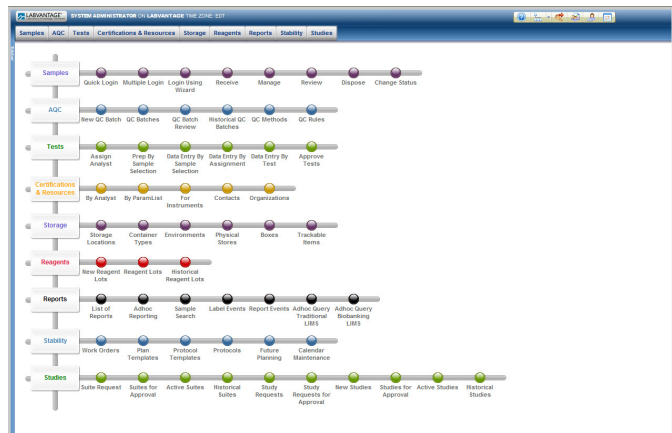 LABVANTAGE SYSTEM ADMINISTRATOR ON LABVANTAGE TIME ZONE: EDT
Samples AQC Tests Certifications & Resources Storage Reagents Reports Stability Studies
Samples
Quick Login
Multiple Login
Login Using
Wizard
Receive
Manage
Review
Dispose
Change Status
AQC
New QC Batch
QC Batches
QC Batch
Review
Historical QC
Batches
QC Methods
QC Rules
Tests
Assign
Analyst
Prep By
Sample
Selection
Data Entry By
Sample
Selection
Data Entry By
Assignment
Data Entry By
Test
Approve
Tests
Certifications
& Resources
By Analyst
By ParamList
For
Instruments
Contacts
Organizations
Storage
Storage
Locations
Container
Types
Environments
Physical
Stores
Boxes
Trackable
Items
Reagents
New Reagent
Lots
Reagent Lots
Historical
Reagent Lots
Reports
List of
Reports
Adhoc
Reporting
Sample
Search
Label Events
Report Events
Adhoc Query
Traditional
LIMS
Adhoc Query
Biobanking
LIMS
Stability
Work Orders
Plan
Templates
Protocol
Templates
Protocols
Future
Planning
Calendar
Maintenance
Studies
Suite Request
Suites for
Approval
Active Suites
Historical
Suites
Study
Requests
Study
Requests for
Approval
New Studies
Studies for
Approval
Active Studies
Historical
Studies